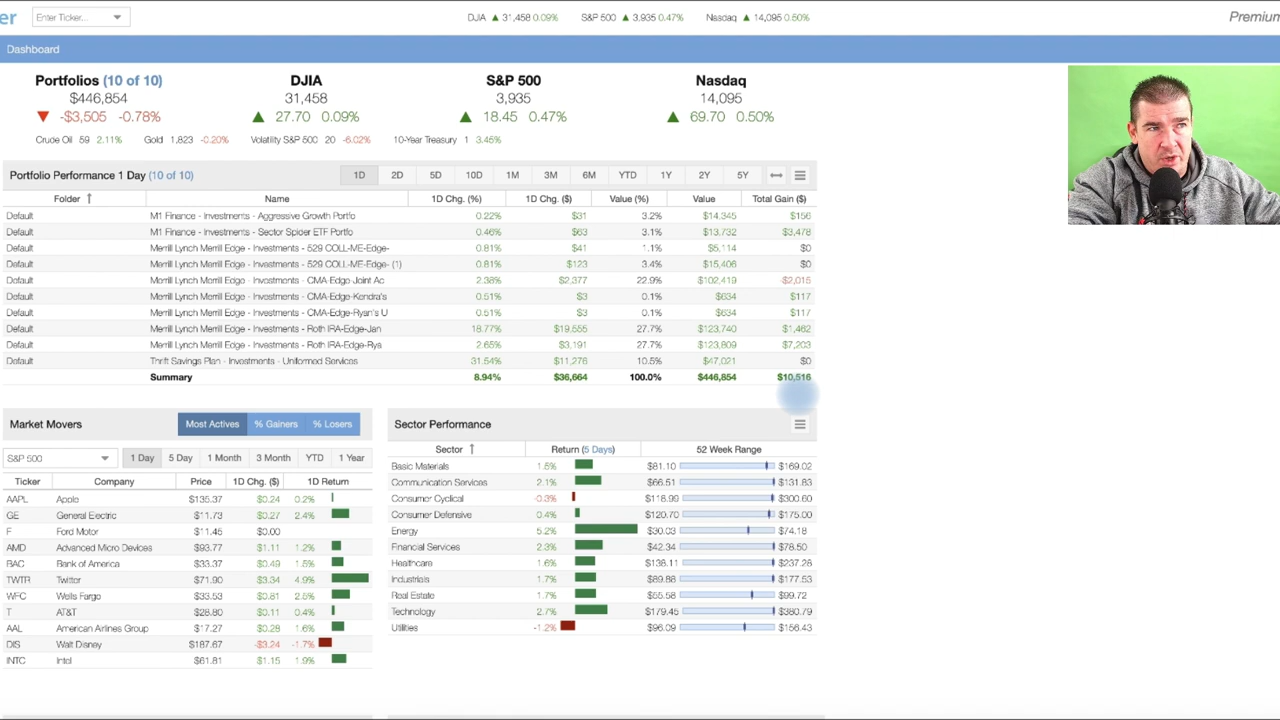 er Enter Ticker... DJIA ▲ 31,458 0.09% S&P 500 ▲ 3,935 0.47% Nasdaq ▲ 14,095 0.50% Premium
Dashboard
Portfolios (10 of 10) DJIA S&P 500 Nasdaq
$446,854 31,458 3,935 14,095
▼ -$3,505 -0.78% ▲ 27.70 0.09% ▲ 18.45 0.47% ▲ 69.70 0.50%
Crude Oil 59 2.11% Gold 1,823 -0.20% Volatility S&P 500 20 -6.02% 10-Year Treasury 1 3.45%
Portfolio Performance 1 Day (10 of 10) 1D 2D 5D 10D 1M 3M 6M YTD 1Y 2Y 5Y
Folder Name 1D Chg. (%) 1D Chg. ($) Value (%) Value Total Gain ($)
Default M1 Finance - Investments - Aggressive Growth Portfo 0.22% $31 3.2% $14,345 $156
Default M1 Finance - Investments - Sector Spider ETF Portfo 0.46% $63 3.1% $13,732 $3,478
Default Merrill Lynch Merrill Edge - Investments - 529 COLL-ME-Edge- 0.81% $41 1.1% $5,114 $0
Default Merrill Lynch Merrill Edge - Investments - 529 COLL-ME-Edge- (1) 0.81% $123 3.4% $15,406 $0
Default Merrill Lynch Merrill Edge - Investments - CMA-Edge-Joint Ac 2.38% $2,377 22.9% $102,419 -$2,015
Default Merrill Lynch Merrill Edge - Investments - CMA-Edge-Kendra's 0.51% $3 0.1% $634 $117
Default Merrill Lynch Merrill Edge - Investments - CMA-Edge-Ryan's U 0.51% $3 0.1% $634 $117
Default Merrill Lynch Merrill Edge - Investments - Roth IRA-Edge-Jan 18.77% $19,555 27.7% $123,740 $1,462
Default Merrill Lynch Merrill Edge - Investments - Roth IRA-Edge-Rya 2.65% $3,191 27.7% $123,809 $7,203
Default Thrift Savings Plan - Investments - Uniformed Services 31.54% $11,276 10.5% $47,021 $0
Summary 8.94% $36,664 100.0% $446,854 $10,516
Market Movers Most Actives % Gainers % Losers
S&P 500 1 Day 5 Day 1 Month 3 Month YTD 1 Year
Ticker Company Price 1D Chg. ($) 1D Return
AAPL Apple $135.37 $0.24 0.2%
GE General Electric $11.73 $0.27 2.4%
F Ford Motor $11.45 $0.00
AMD Advanced Micro Devices $93.77 $1.11 1.2%
BAC Bank of America $33.37 $0.49 1.5%
TWTR Twitter $71.90 $3.34 4.9%
WFC Wells Fargo $33.53 $0.81 2.5%
T AT&T $28.80 $0.11 0.4%
AAL American Airlines Group $17.27 $0.28 1.6%
DIS Walt Disney $187.67 -$3.24 -1.7%
INTC Intel $61.81 $1.15 1.9%
Sector Performance
Sector Return (5 Days) 52 Week Range
Basic Materials 1.5% $81.10 $169.02
Communication Services 2.1% $66.51 $131.83
Consumer Cyclical -0.3% $118.99 $300.60
Consumer Defensive 0.4% $120.70 $175.00
Energy 5.2% $30.03 $74.18
Financial Services 2.3% $42.34 $78.50
Healthcare 1.6% $138.11 $237.28
Industrials 1.7% $89.88 $177.53
Real Estate 1.7% $55.58 $99.72
Technology 2.7% $179.45 $380.79
Utilities -1.2% $96.09 $156.43